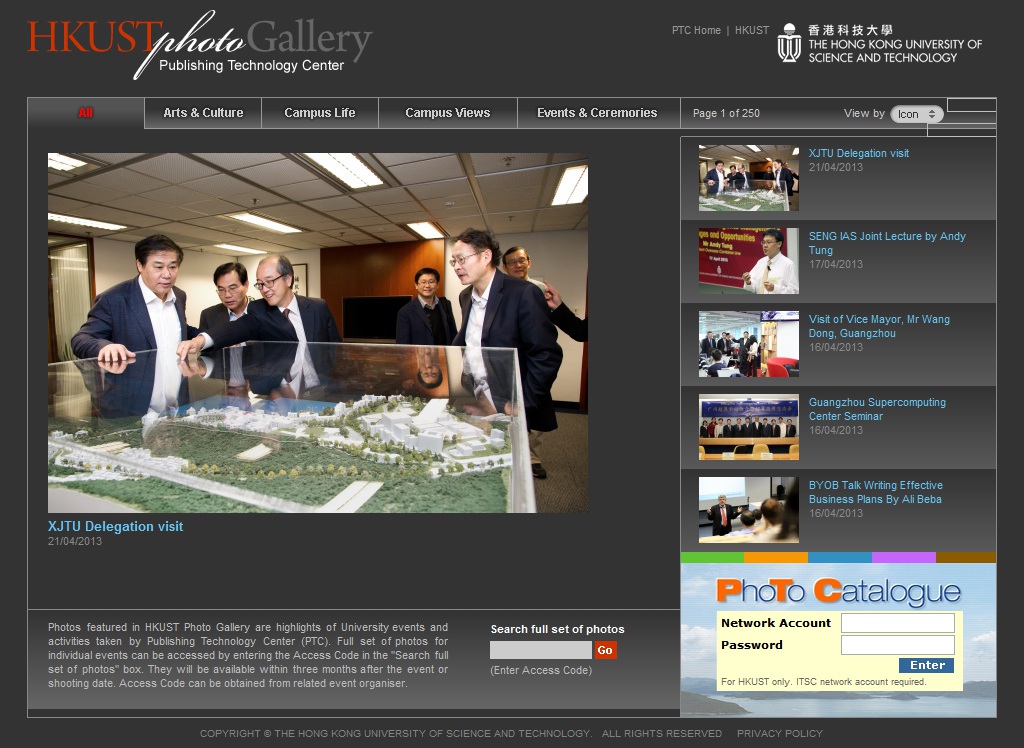 HKUST photo Gallery
Publishing Technology Center
PTC Home | HKUST
香港科技大學
THE HONG KONG UNIVERSITY OF
SCIENCE AND TECHNOLOGY
All
Arts & Culture
Campus Life
Campus Views
Events & Ceremonies
Page 1 of 250
View by
Icon
XJTU Delegation visit
21/04/2013
XJTU Delegation visit
21/04/2013
Mr Andy Tung
SENG IAS Joint Lecture by Andy
Tung
17/04/2013
Visit of Vice Mayor, Mr Wang
Dong, Guangzhou
16/04/2013
Guangzhou Supercomputing
Center Seminar
16/04/2013
BYOB Talk Writing Effective
Business Plans By Ali Beba
16/04/2013
Photos featured in HKUST Photo Gallery are highlights of University events and
activities taken by Publishing Technology Center (PTC). Full set of photos for
individual events can be accessed by entering the Access Code in the "Search full
set of photos" box. They will be available within three months after the event or
shooting date. Access Code can be obtained from related event organiser.
Search full set of photos
Go
(Enter Access Code)
PhoTo Catalogue
Network Account
Password
Enter
For HKUST only. ITSC network account required.
COPYRIGHT © THE HONG KONG UNIVERSITY OF SCIENCE AND TECHNOLOGY. ALL RIGHTS RESERVED PRIVACY POLICY